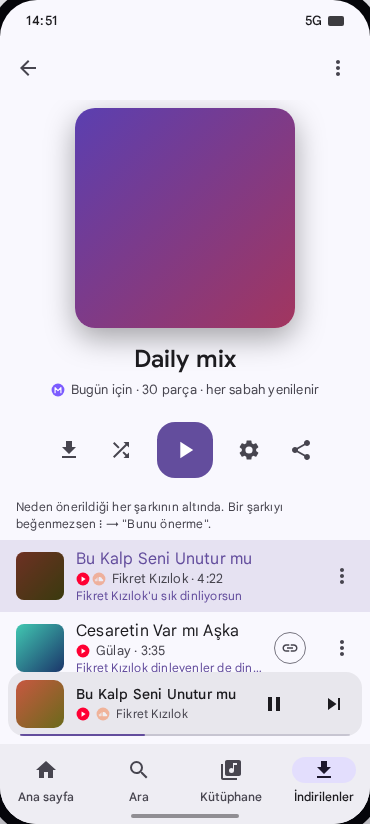 14:51
5G
Daily mix
Bugün için · 30 parça · her sabah yenilenir
Neden önerildiği her şarkının altında. Bir şarkıyı
beğenmezsen ⋮ → "Bunu önerme".
Bu Kalp Seni Unutur mu
Fikret Kızılok · 4:22
Fikret Kızılok'u sık dinliyorsun
Cesaretin Var mı Aşka
Gülay · 3:35
Fikret Kızılok dinleyenler de din…
Bu Kalp Seni Unutur mu
Fikret Kızılok
Ana sayfa
Ara
Kütüphane
İndirilenler